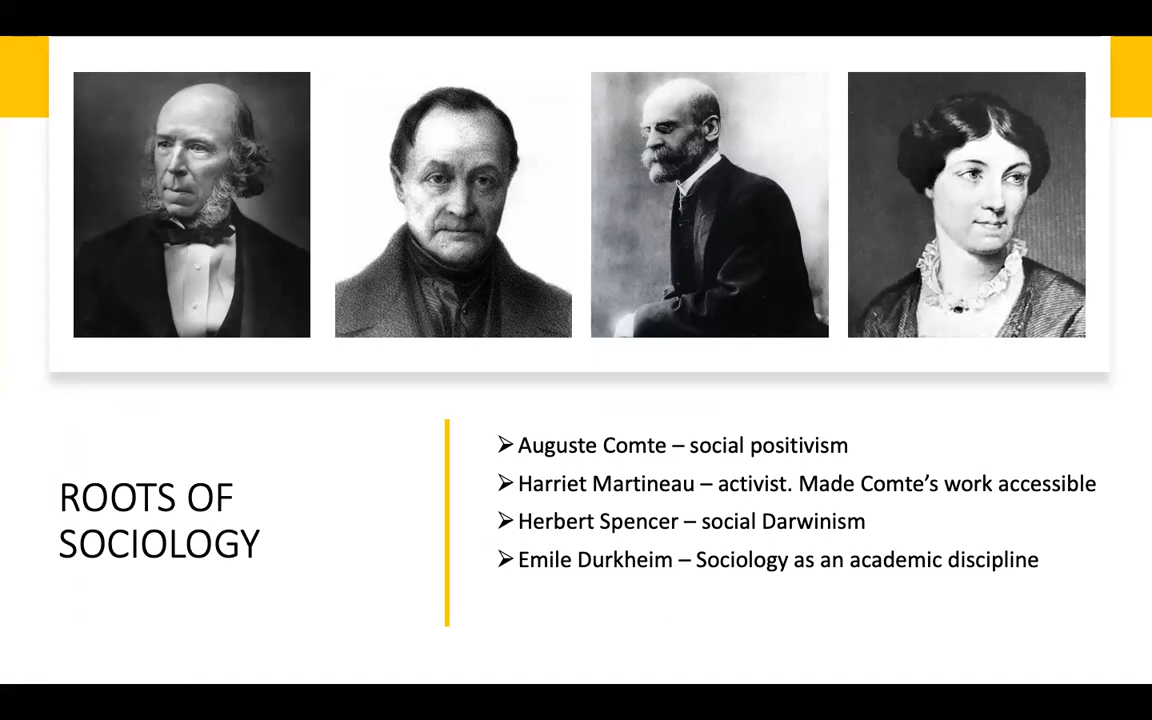 ROOTS OF
SOCIOLOGY
➢ Auguste Comte – social positivism
➢ Harriet Martineau – activist. Made Comte’s work accessible
➢ Herbert Spencer – social Darwinism
➢ Emile Durkheim – Sociology as an academic discipline